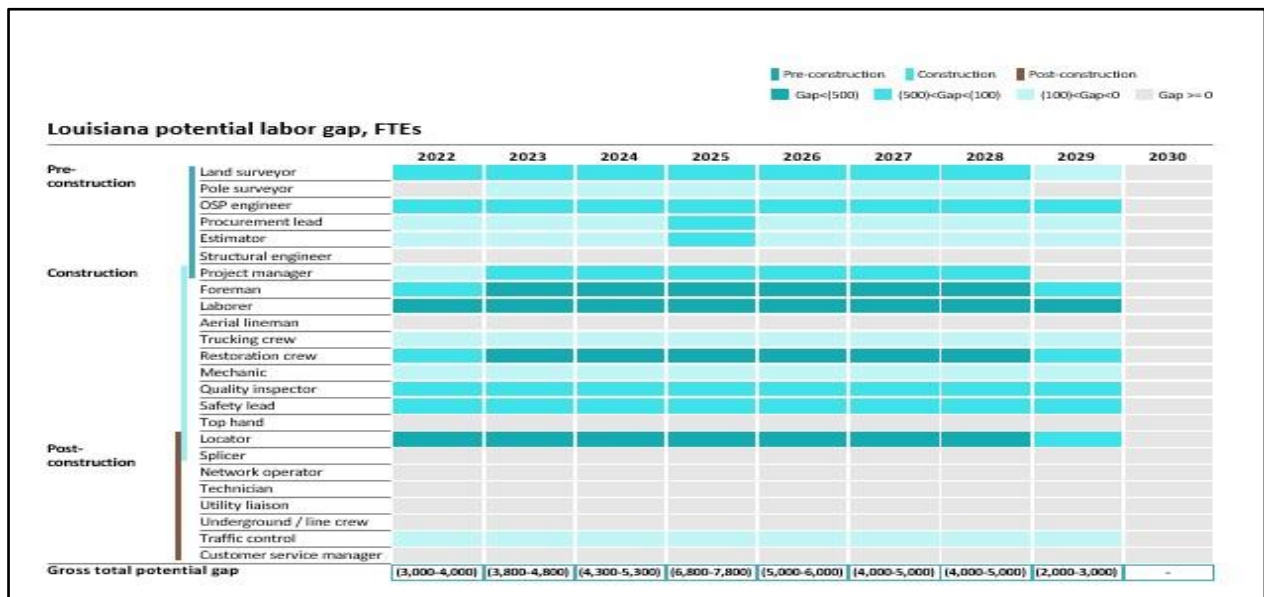 Pre-construction Construction Post-construction
Gap<(500) (500)<Gap<(100) (100)<Gap<0 Gap >= 0
Louisiana potential labor gap, FTEs
2022 2023 2024 2025 2026 2027 2028 2029 2030
Pre-
construction
Land surveyor
Pole surveyor
OSP engineer
Procurement lead
Estimator
Structural engineer
Construction
Project manager
Foreman
Laborer
Aerial lineman
Trucking crew
Restoration crew
Mechanic
Quality inspector
Safety lead
Top hand
Post-
construction
Locator
Splicer
Network operator
Technician
Utility liaison
Underground / line crew
Traffic control
Customer service manager
Gross total potential gap (3,000-4,000) (3,800-4,800) (4,300-5,300) (6,800-7,800) (5,000-6,000) (4,000-5,000) (4,000-5,000) (2,000-3,000) -